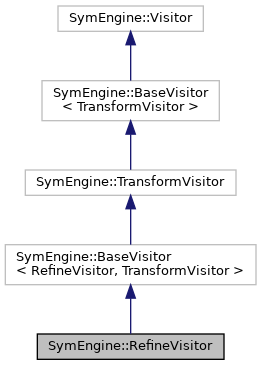 SymEngine::Visitor
SymEngine::BaseVisitor
< TransformVisitor >
SymEngine::TransformVisitor
SymEngine::BaseVisitor
< RefineVisitor, TransformVisitor >
SymEngine::RefineVisitor